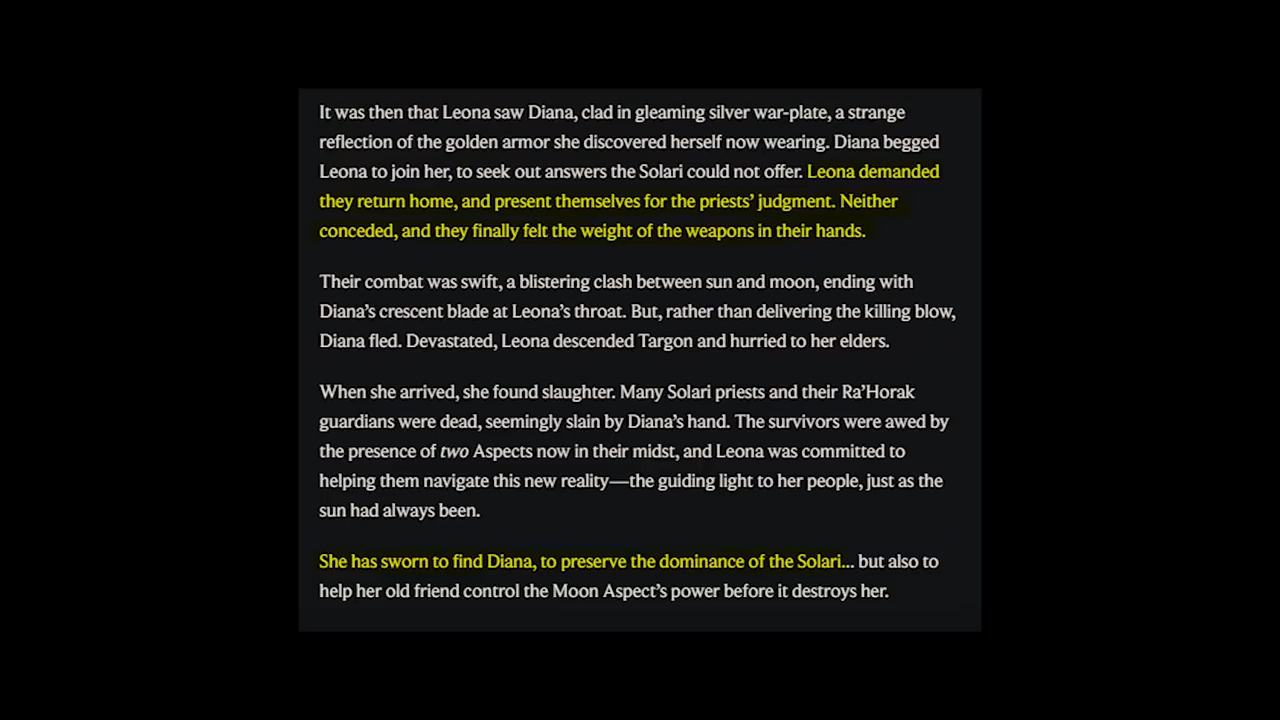 It was then that Leona saw Diana, clad in gleaming silver war-plate, a strange
reflection of the golden armor she discovered herself now wearing. Diana begged
Leona to join her, to seek out answers the Solari could not offer. Leona demanded
they return home, and present themselves for the priests’ judgment. Neither
conceded, and they finally felt the weight of the weapons in their hands.
Their combat was swift, a blistering clash between sun and moon, ending with
Diana’s crescent blade at Leona’s throat. But, rather than delivering the killing blow,
Diana fled. Devastated, Leona descended Targon and hurried to her elders.
When she arrived, she found slaughter. Many Solari priests and their Ra’Horak
guardians were dead, seemingly slain by Diana’s hand. The survivors were awed by
the presence of two Aspects now in their midst, and Leona was committed to
helping them navigate this new reality—the guiding light to her people, just as the
sun had always been.
She has sworn to find Diana, to preserve the dominance of the Solari... but also to
help her old friend control the Moon Aspect’s power before it destroys her.